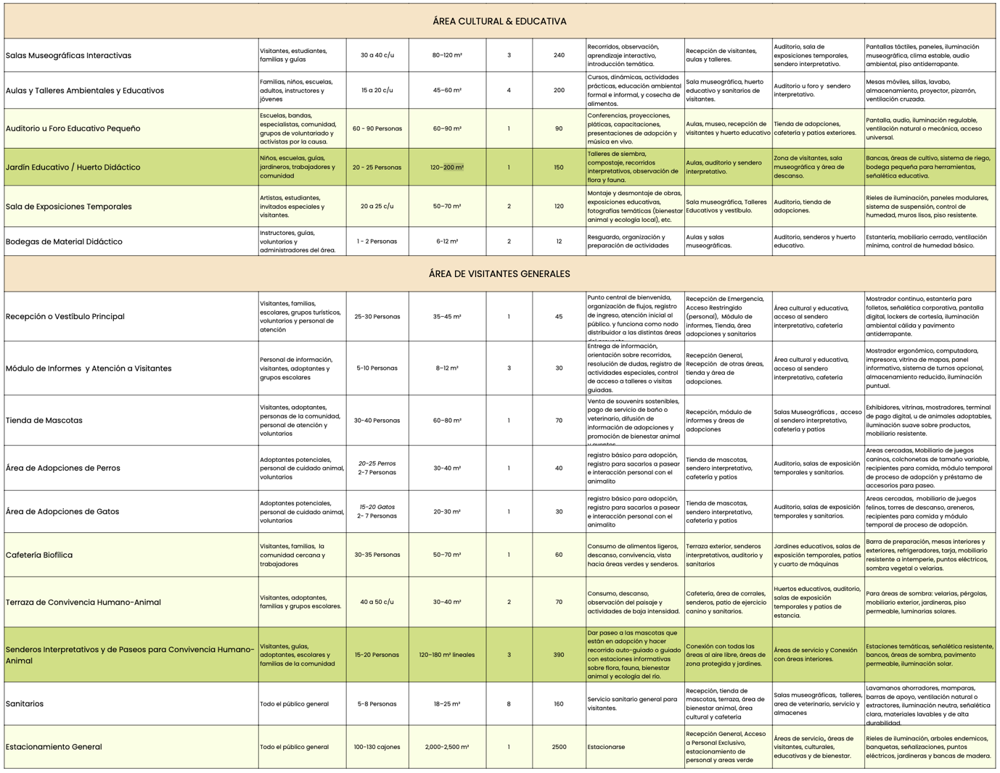 ÁREA CULTURAL & EDUCATIVA
Salas Museográficas Interactivas
Visitantes, estudiantes,
familias y guías
30 a 40 c/u
80–120 m²
3
240
Recorridos, observación,
aprendizaje interactivo,
introducción temática.
Recepción de visitantes,
aulas y talleres.
Auditorio, sala de
exposiciones temporales,
sendero interpretativo.
Pantallas táctiles, paneles, iluminación
museográfica, clima estable, audio
ambiental, piso antiderrapante.
Aulas y Talleres Ambientales y Educativos
Familias, niños, escuelas,
adultos, instructores y
jóvenes
15 a 20 c/u
45–60 m²
4
200
Cursos, dinámicas, actividades
prácticas, educación ambiental
formal e informal, y cosecha de
alimentos.
Sala museográfica, huerto
educativo y sanitarios de
visitantes.
Auditorio u foro y  sendero
interpretativo.
Mesas móviles, sillas, lavabo,
almacenamiento, proyector, pizarrón,
ventilación cruzada.
Auditorio u Foro Educativo Pequeño
Escuelas, bandas,
especialistas, comunidad,
grupos de voluntariado y
activistas por la causa.
60 - 90 Personas
60–90 m²
1
90
Conferencias, proyecciones,
pláticas, capacitaciones,
presentaciones de adopción y
música en vivo.
Aulas, museo, recepción de
visitantes y huerto educativo
Tienda de adopciones,
cafetería y patios exteriores.
Pantalla, audio, iluminación regulable,
ventilación natural o mecánica, acceso
universal.
Jardín Educativo / Huerto Didáctico
Niños, escuelas, guías,
jardineros, trabajadores y
comunidad
20 - 25 Personas
120–200 m²
1
150
Talleres de siembra,
compostaje, recorridos
interpretativos, observación de
flora y fauna.
Aulas, auditorio y sendero
interpretativo.
Zona de visitantes, sala
museográfica y área de
descanso.
Bancas, áreas de cultivo, sistema de riego,
bodega pequeña para herramientas,
señalética educativa.
Sala de Exposiciones Temporales
Artistas, estudiantes,
invitados especiales y
visitantes.
20 a 25 c/u
50–70 m²
2
120
Montaje y desmontaje de obras,
exposiciones educativas,
fotografías temáticas (bienestar
animal y ecología local), etc.
Sala museográfica, Talleres
Educativos y vestíbulo.
Auditorio, tienda de
adopciones.
Rieles de iluminación, paneles modulares,
sistema de suspensión, control de
humedad, muros lisos, piso resistente.
Bodegas de Material Didáctico
Instructores, guías,
voluntarios y
administradores del área.
1 - 2 Personas
6-12 m²
2
12
Resguardo, organización y
preparación de actividades
Aulas y salas
museográficas.
Auditorio, senderos y huerto
educativo.
Estantería, mobiliario cerrado, ventilación
mínima, control de humedad básico.
ÁREA DE VISITANTES GENERALES
Recepción o Vestíbulo Principal
Visitantes, familias,
escolares, grupos turísticos,
voluntarios y personal de
atención
25-30 Personas
35–45 m²
1
45
Punto central de bienvenida,
organización de flujos, registro
de ingreso, atención inicial al
público. y funciona como nodo
distribuidor a las distintas áreas
Recepción de Emergencia,
Acceso Restringido
(personal),  Módulo de
informes, Tienda, área
adopciones y sanitarios
Área cultural y educativa,
acceso al sendero
interpretativo, cafetería
Mostrador continuo, estantería para
folletos, señalética corporativa, pantalla
digital, lockers de cortesía, iluminación
ambiental cálida y pavimento
antiderrapante.
Módulo de Informes  y Atención a Visitantes
Personal de información,
visitantes, adoptantes y
grupos escolares
5-10 Personas
8–12 m²
3
30
Entrega de información,
orientación sobre recorridos,
resolución de dudas, registro de
actividades especiales, control
de acceso a talleres o visitas
guiadas.
Recepción General,
Recepción  de otras áreas,
tienda y área de
adopciones.
Área cultural y educativa,
acceso al sendero
interpretativo, cafetería
Mostrador ergonómico, computadora,
impresora, vitrina de mapas, panel
informativo, sistema de turnos opcional,
almacenamiento reducido, iluminación
puntual.
Tienda de Mascotas
Visitantes, adoptantes,
personas de la comunidad,
personal de atención y
voluntarios
30-40 Personas
60–80 m²
1
70
Venta de souvenirs sostenibles,
pago de servicio de baño o
veterinario, difusión de
información de adopciones y
promoción de bienestar animal
y eventos
Recepción, módulo de
informes y áreas de
adopciones
Salas Museográficas ,  acceso
al sendero interpretativo,
cafetería y patios
Exhibidores, vitrinas, mostradores, terminal
de pago digital, u de animales adoptables,
iluminación suave sobre productos,
mobiliario resistente.
Área de Adopciones de Perros
Adoptantes potenciales,
personal de cuidado animal,
voluntarios
20-25 Perros
2-7 Personas
30-40 m²
1
40
registro básico para adopción,
registro para sacarlos a pasear
e interacción personal con el
animalito
Tienda de mascotas,
sendero interpretativo,
cafetería y patios
Auditorio, salas de exposición
temporales y sanitarios.
Areas cercadas, Mobiliario de juegos
caninos, colchonetas de tamaño variable,
recipientes para comida, módulo temporal
de proceso de adopción y préstamo de
accesorios para paseo.
Área de Adopciones de Gatos
Adoptantes potenciales,
personal de cuidado animal,
voluntarios
15-20 Gatos
2- 7 Personas
20-30 m²
1
30
registro básico para adopción,
registro para sacarlos a pasear
e interacción personal con el
animalito
Tienda de mascotas,
sendero interpretativo,
cafetería y patios
Auditorio, salas de exposición
temporales y sanitarios.
Areas cercadas,  mobiliario de juegos
felinos, torres de descanso, areneros,
recipientes para comida y módulo
temporal de proceso de adopción.
Cafetería Biofílica
Visitantes, familias,  la
comunidad cercana y
trabajadores
30-35 Personas
50–70 m²
1
60
Consumo de alimentos ligeros,
descanso, convivencia, vista
hacia áreas verdes y senderos.
Terraza exterior, senderos
interpretativos, auditorio y
sanitarios
Jardines educativos, salas de
exposición temporales, patios
y cuarto de máquinas
Barra de preparación, mesas interiores y
exteriores, refrigeradores, tarja, mobiliario
resistente a intemperie, puntos eléctricos,
sombra vegetal o velarias.
Terraza de Convivencia Humano-Animal
Visitantes, adoptantes,
familias y grupos escolares.
40 a 50 c/u
30–40 m²
2
70
Consumo, descanso,
observación del paisaje y
actividades de baja intensidad.
Cafetería, área de corrales,
senderos, patio de ejercicio
canino y sanitarios.
Huertos educativos, auditorio,
salas de exposición
temporales y patios de
estancia.
Para áreas de sombra: velarias, pérgolas,
mobiliario exterior, jardineras, piso
permeable, luminarias solares.
Senderos Interpretativos y de Paseos para Convivencia Humano-
Animal
Visitantes, guías,
adoptantes, escolares y
familias de la comunidad
15-20 Personas
120–180 m² lineales
3
390
Dar paseo a las mascotas que
están en adopción y hacer
recorrido auto-guiado o guiado
con estaciones informativas
sobre flora, fauna, bienestar
animal y ecología del río.
Conexión con todas las
áreas al aire libre, áreas de
zona protegida y jardines.
Áreas de servicio y Conexión
con áreas interiores.
Estaciones temáticas, señalética resistente,
bancos, áreas de sombra, pavimento
permeable, iluminación solar.
Sanitarios
Todo el público general
5-8 Personas
18–25 m²
8
160
Servicio sanitario general para
visitantes.
Recepción, tienda de
mascotas, terraza, área de
bienestar animal, área
cultural y cafetería
Salas museográficas,  talleres,
area de veterinario, servicio y
almacenes
Lavamanos ahorradores, mamparas,
barras de apoyo, ventilación natural o
extractores, iluminación neutra, señalética
clara, materiales lavables y de alta
durabilidad.
Estacionamiento General
Todo el público general
100-130 cajones
2,000-2,500 m²
1
2500
Estacionarse
Recepción General, Acceso
a Personal Exclusivo,
estacionamiento de
personal y areas verde
Áreas de servicio,, áreas de
visitantes, culturales,
educativas y de bienestar.
Rieles de iluminación, arboles endemicos,
banquetas, señalizaciones, puntos
eléctricos, jardineras y bancas de madera.